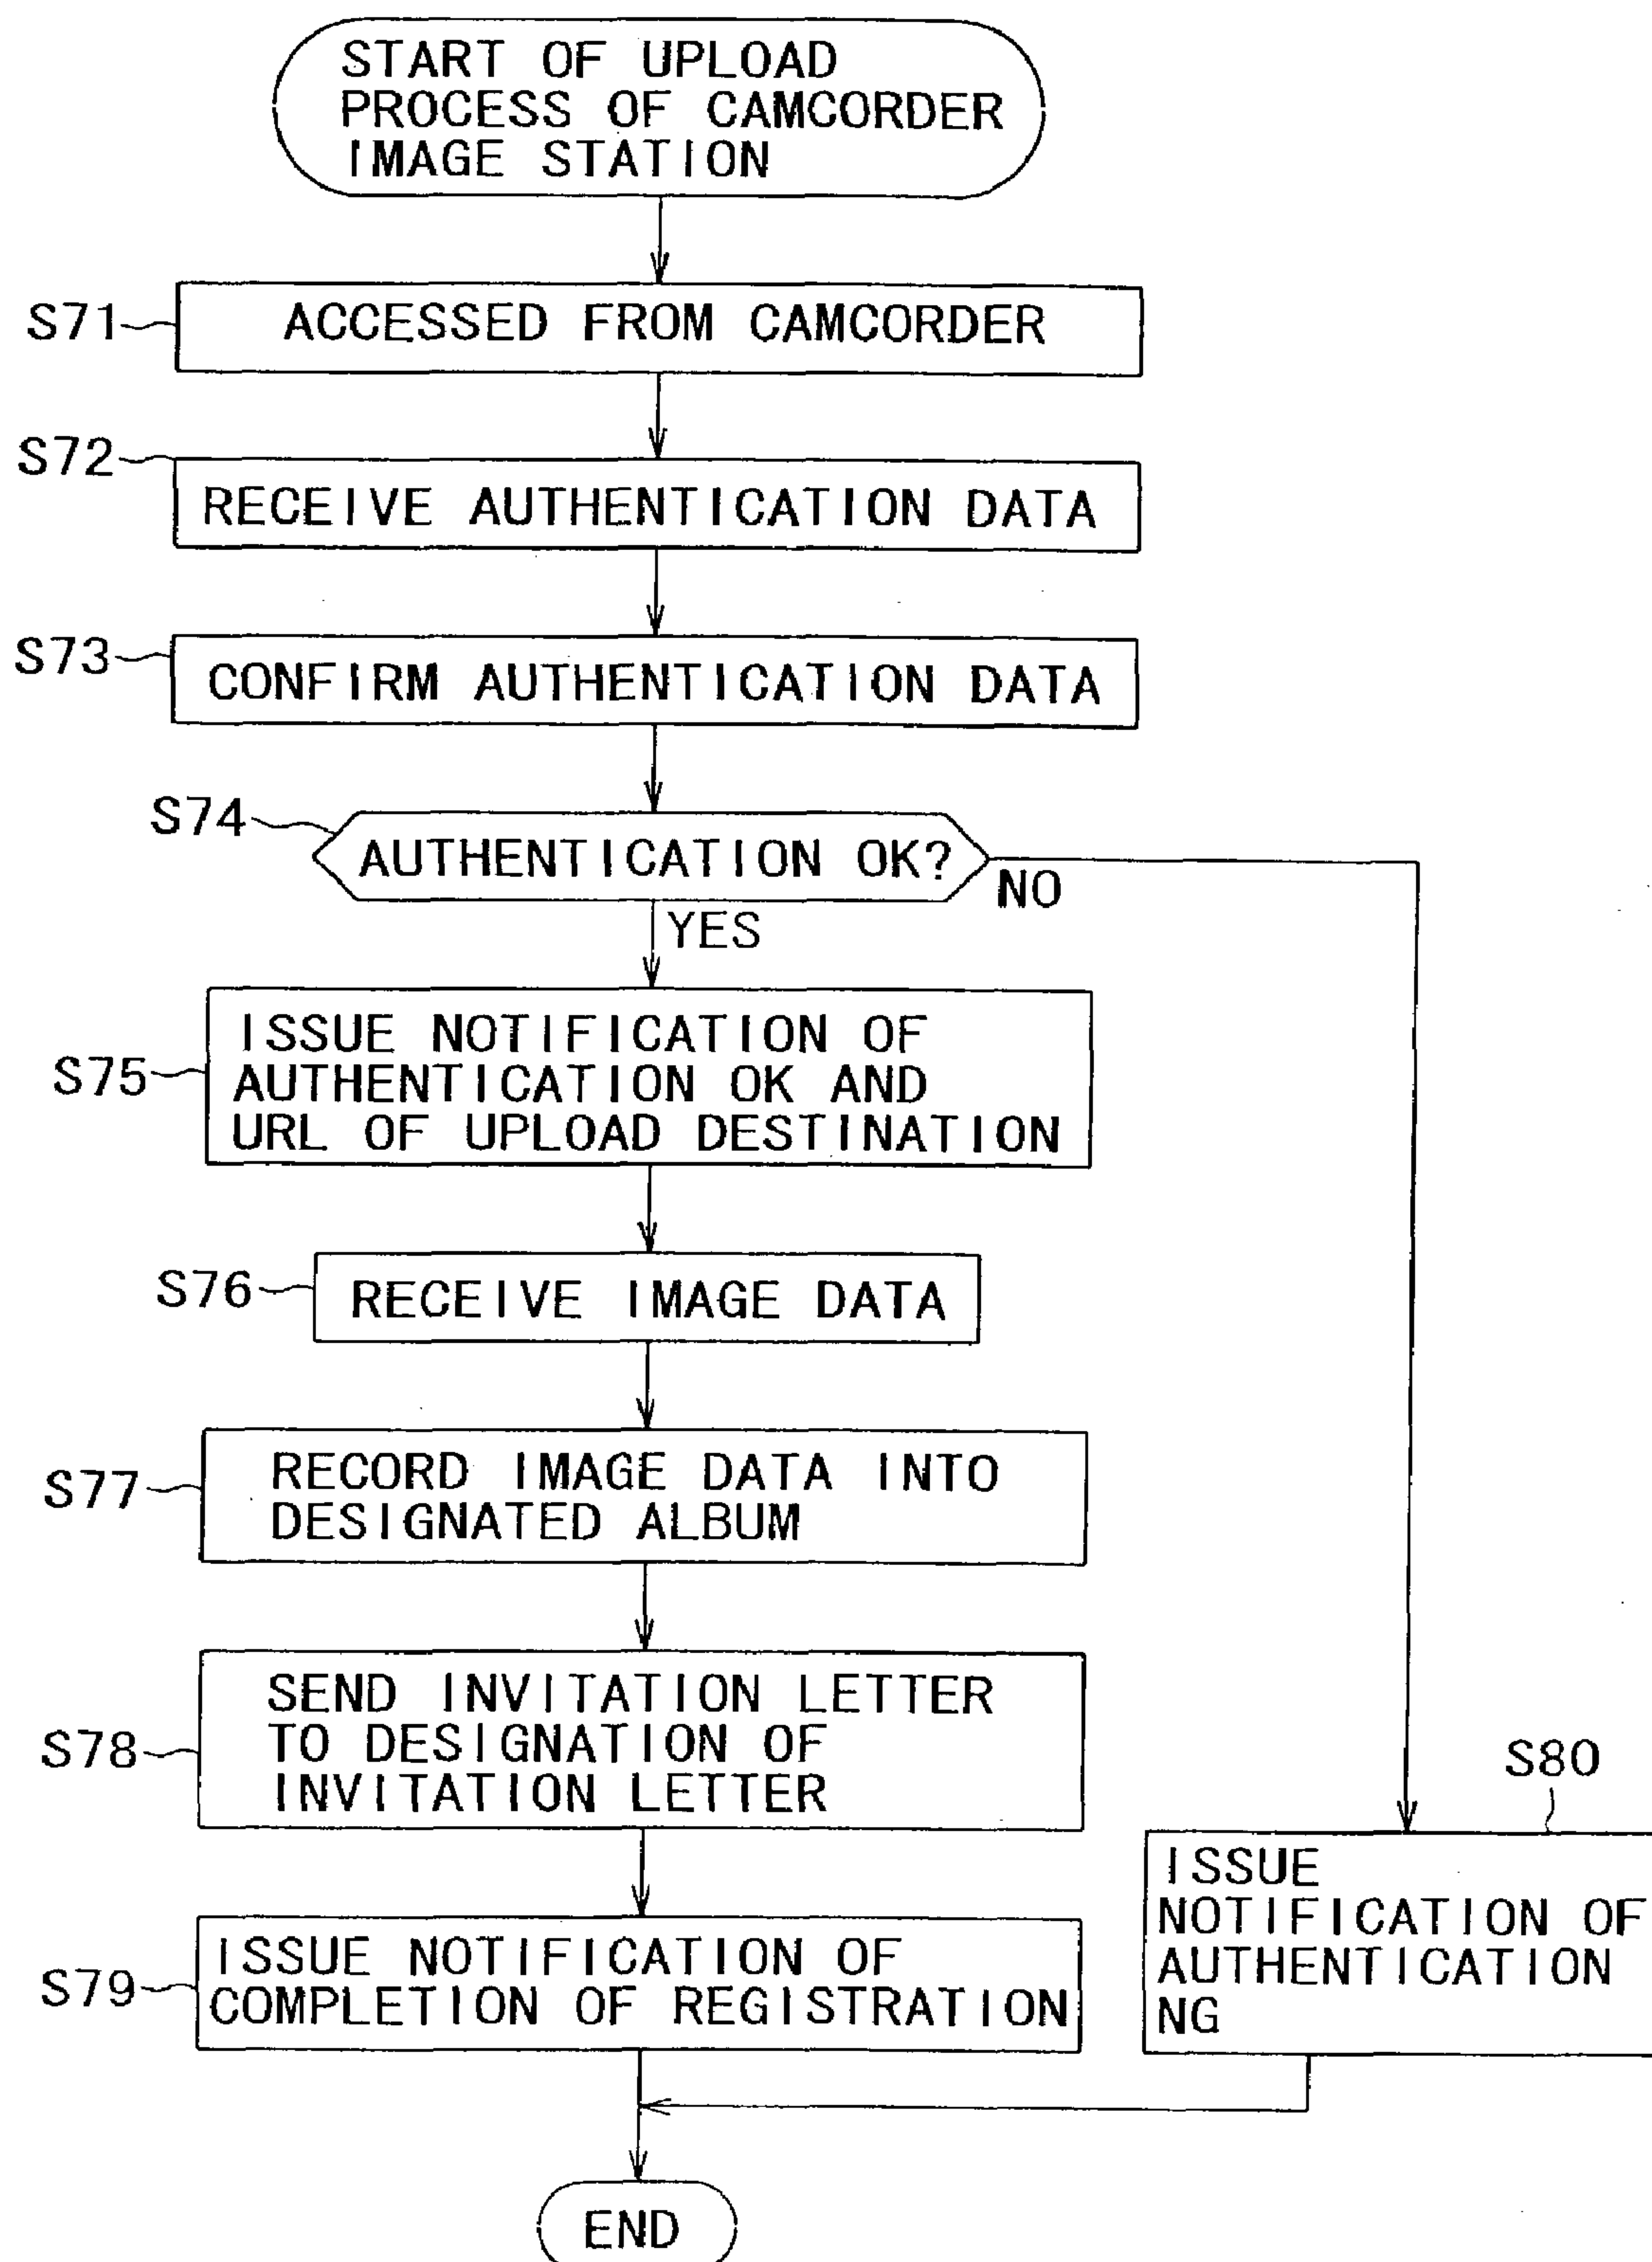 START OF UPLOAD
PROCESS OF CAMCORDER
IMAGE STATION
S71
ACCESSED FROM CAMCORDER
S72
RECEIVE AUTHENTICATION DATA
S73
CONFIRM AUTHENTICATION DATA
S74
AUTHENTICATION OK?
NO
YES
S75
ISSUE NOTIFICATION OF
AUTHENTICATION OK AND
URL OF UPLOAD DESTINATION
S76
RECEIVE IMAGE DATA
S77
RECORD IMAGE DATA INTO
DESIGNATED ALBUM
S78
SEND INVITATION LETTER
TO DESIGNATION OF
INVITATION LETTER
S79
ISSUE NOTIFICATION OF
COMPLETION OF REGISTRATION
S80
ISSUE
NOTIFICATION OF
AUTHENTICATION
NG
END